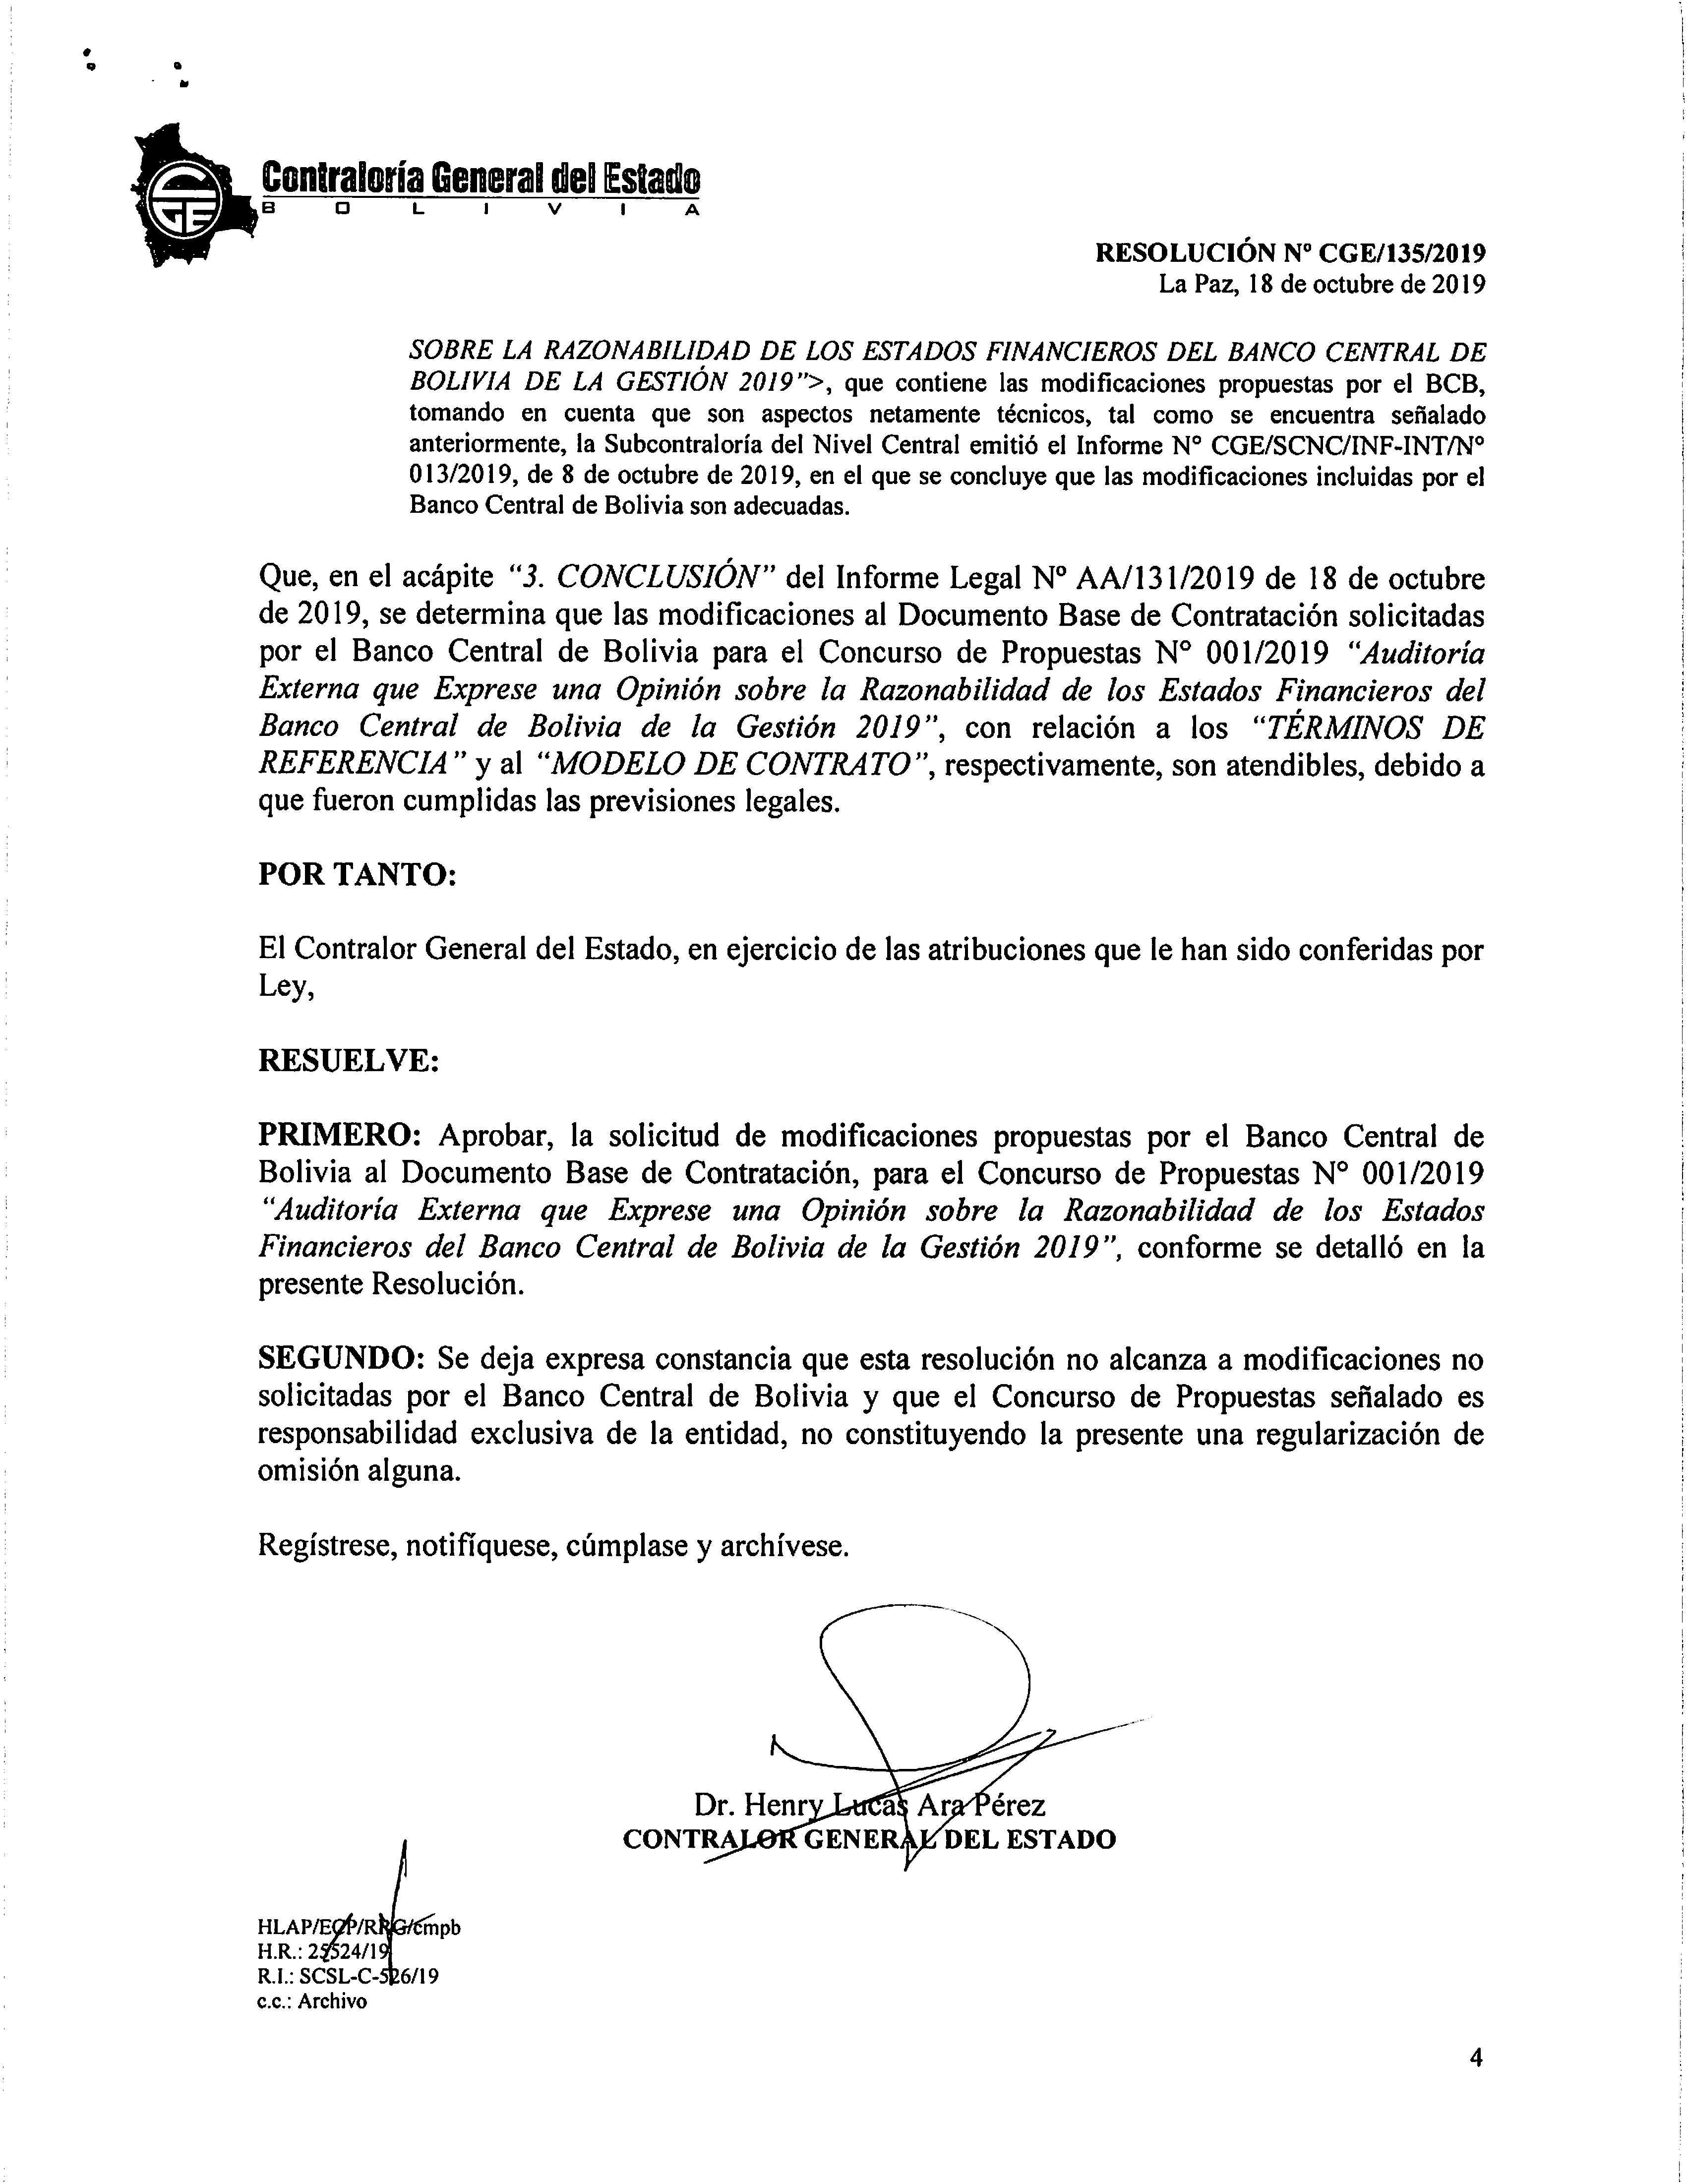 Contraloría General del Estado
B O L I V I A
RESOLUCIÓN Nº CGE/135/2019
La Paz, 18 de octubre de 2019
SOBRE LA RAZONABILIDAD DE LOS ESTADOS FINANCIEROS DEL BANCO CENTRAL DE
BOLIVIA DE LA GESTIÓN 2019">, que contiene las modificaciones propuestas por el BCB,
tomando en cuenta que son aspectos netamente técnicos, tal como se encuentra señalado
anteriormente, la Subcontraloría del Nivel Central emitió el Informe Nº CGE/SCNC/INF-INT/Nº
013/2019, de 8 de octubre de 2019, en el que se concluye que las modificaciones incluidas por el
Banco Central de Bolivia son adecuadas.
Que, en el acápite "3. CONCLUSIÓN" del Informe Legal Nº AA/131/2019 de 18 de octubre
de 2019, se determina que las modificaciones al Documento Base de Contratación solicitadas
por el Banco Central de Bolivia para el Concurso de Propuestas Nº 001/2019 "Auditoría
Externa que Exprese una Opinión sobre la Razonabilidad de los Estados Financieros del
Banco Central de Bolivia de la Gestión 2019", con relación a los "TÉRMINOS DE
REFERENCIA" y al "MODELO DE CONTRATO", respectivamente, son atendibles, debido a
que fueron cumplidas las previsiones legales.
POR TANTO:
El Contralor General del Estado, en ejercicio de las atribuciones que le han sido conferidas por
Ley,
RESUELVE:
PRIMERO: Aprobar, la solicitud de modificaciones propuestas por el Banco Central de
Bolivia al Documento Base de Contratación, para el Concurso de Propuestas Nº 001/2019
"Auditoría Externa que Exprese una Opinión sobre la Razonabilidad de los Estados
Financieros del Banco Central de Bolivia de la Gestión 2019", conforme se detalló en la
presente Resolución.
SEGUNDO: Se deja expresa constancia que esta resolución no alcanza a modificaciones no
solicitadas por el Banco Central de Bolivia y que el Concurso de Propuestas señalado es
responsabilidad exclusiva de la entidad, no constituyendo la presente una regularización de
omisión alguna.
Regístrese, notifíquese, cúmplase y archívese.
Dr. Henry Lucas Ara Pérez
CONTRALOR GENERAL DEL ESTADO
H.R.: 25524/19
R.I.: SCSL-C-526/19
c.c.: Archivo
4